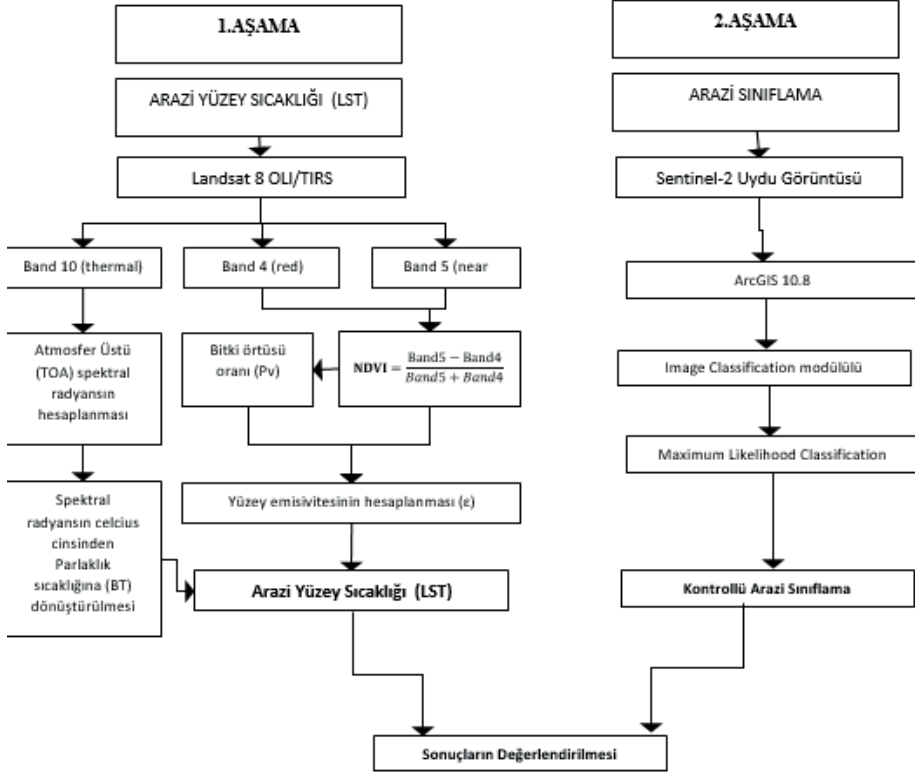 1.AŞAMA
ARAZİ YÜZEY SICAKLIĞI (LST)
Landsat 8 OLI/TIRS
Band 10 (thermal)
Band 4 (red)
Band 5 (near
Atmosfer Üstü
(TOA) spektral
radyansın
hesaplanması
Bitki örtüsü
oranı (Pv)
NDVI = (Band5 − Band4) / (Band5 + Band4)
Spektral
radyansın celcius
cinsinden
Parlaklık
sıcaklığına (BT)
dönüştürülmesi
Yüzey emisivitesinin hesaplanması (ε)
Arazi Yüzey Sıcaklığı (LST)
2.AŞAMA
ARAZİ SINIFLAMA
Sentinel-2 Uydu Görüntüsü
ArcGIS 10.8
Image Classification modülülü
Maximum Likelihood Classification
Kontrollü Arazi Sınıflama
Sonuçların Değerlendirilmesi